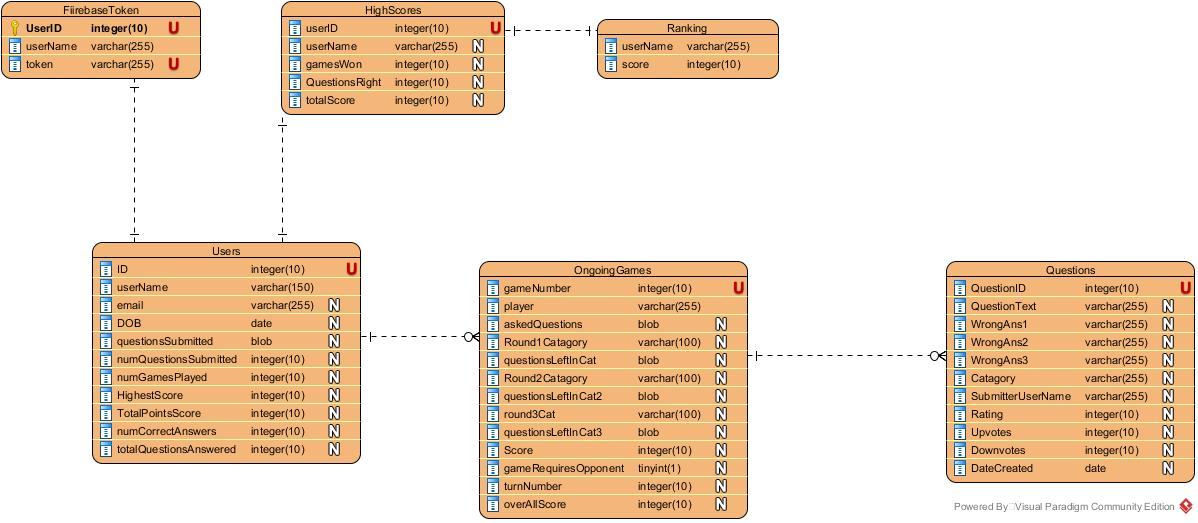 FiirebaseToken
UserID integer(10) U
userName varchar(255)
token varchar(255) U
HighScores
userID integer(10) U
userName varchar(255) N
gamesWon integer(10) N
QuestionsRight integer(10) N
totalScore integer(10) N
Ranking
userName varchar(255)
score integer(10)
Users
ID integer(10) U
userName varchar(150)
email varchar(255) N
DOB date N
questionsSubmitted blob N
numQuestionsSubmitted integer(10) N
numGamesPlayed integer(10) N
HighestScore integer(10) N
TotalPointsScore integer(10) N
numCorrectAnswers integer(10) N
totalQuestionsAnswered integer(10) N
OngoingGames
gameNumber integer(10) U
player varchar(255)
askedQuestions blob N
Round1Catagory varchar(100) N
questionsLeftInCat blob N
Round2Catagory varchar(100) N
questionsLeftInCat2 blob N
round3Cat varchar(100) N
questionsLeftInCat3 blob N
Score integer(10) N
gameRequiresOpponent tinyint(1) N
turnNumber integer(10) N
overAllScore integer(10) N
Questions
QuestionID integer(10) U
QuestionText varchar(255) N
WrongAns1 varchar(255) N
WrongAns2 varchar(255) N
WrongAns3 varchar(255) N
Catagory varchar(255) N
SubmitterUserName varchar(255) N
Rating integer(10) N
Upvotes integer(10) N
Downvotes integer(10) N
DateCreated date N
Powered By Visual Paradigm Community Edition